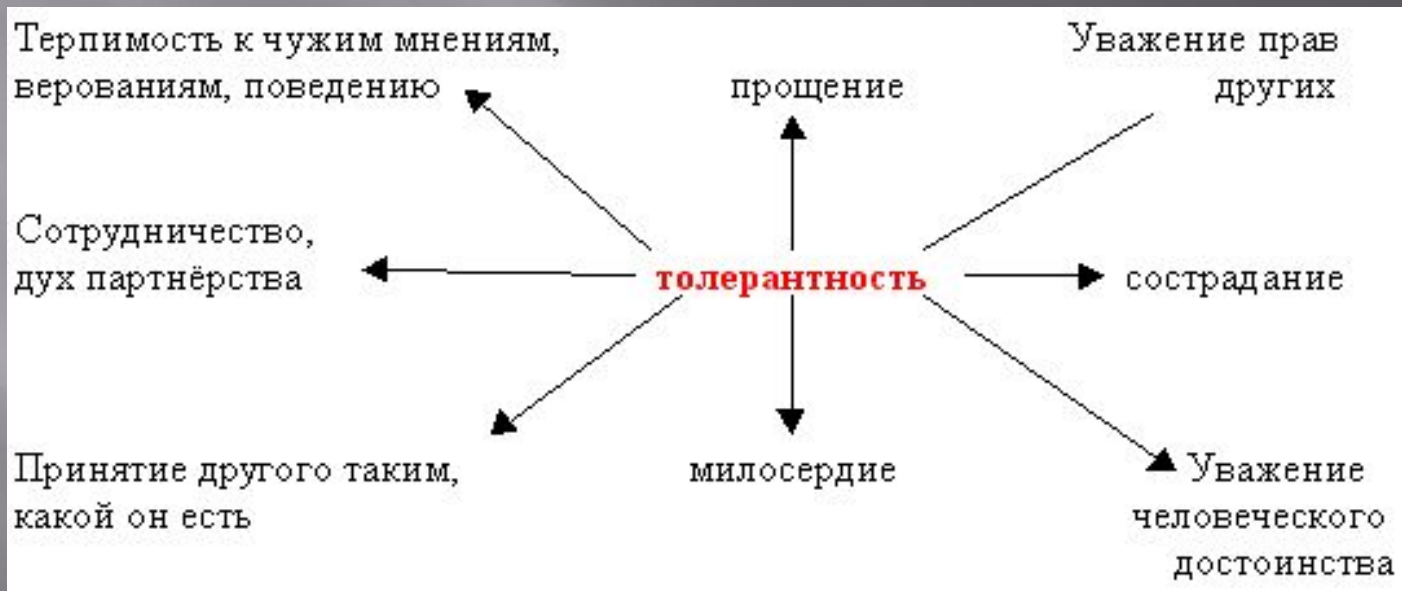 Терпимость к чужим мнениям,
верованиям, поведению
прощение
Уважение прав
других
Сотрудничество,
дух партнёрства
толерантность
сострадание
Принятие другого таким,
какой он есть
милосердие
Уважение
человеческого
достоинства